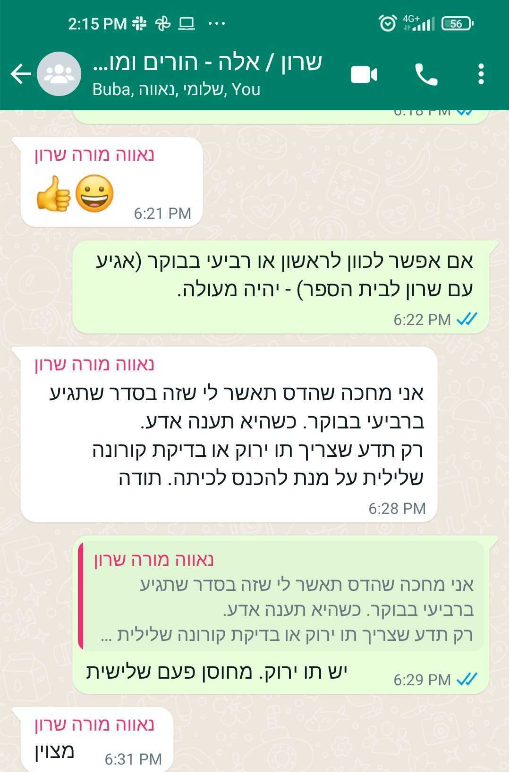 2:15 PM
4G+
56
שרון / אלה - הורים ומו...
Buba, שלומי, נאווה, You
6:18 PM
נאווה מורה שרון
👍😀
6:21 PM
אם אפשר לכוון לראשון או רביעי בבוקר (אגיע
עם שרון לבית הספר) - יהיה מעולה.
6:22 PM
נאווה מורה שרון
אני מחכה שהדס תאשר לי שזה בסדר שתגיע
ברביעי בבוקר. כשהיא תענה אדע.
רק תדע שצריך תו ירוק או בדיקת קורונה
שלילית על מנת להכנס לכיתה. תודה
6:28 PM
נאווה מורה שרון
אני מחכה שהדס תאשר לי שזה בסדר שתגיע
ברביעי בבוקר. כשהיא תענה אדע.
רק תדע שצריך תו ירוק או בדיקת קורונה שלילית ...
יש תו ירוק. מחוסן פעם שלישית
6:29 PM
נאווה מורה שרון
מצוין
6:31 PM